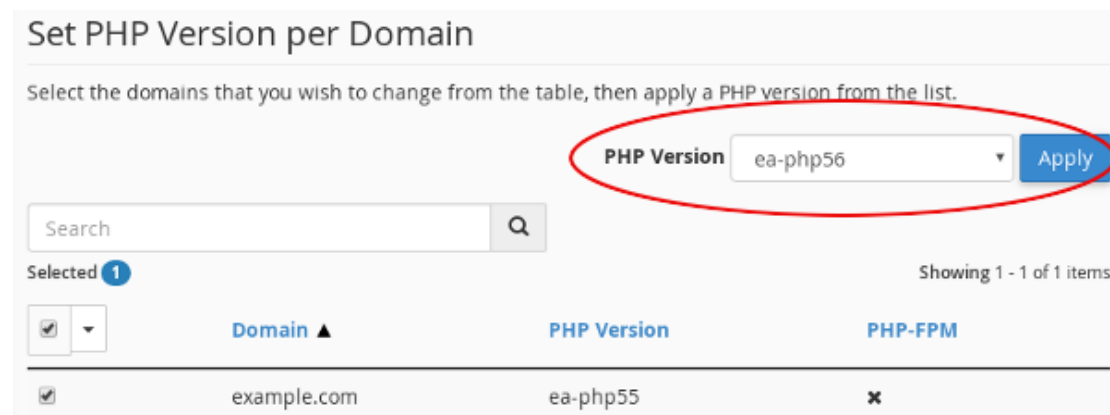 Set PHP Version per Domain
Select the domains that you wish to change from the table, then apply a PHP version from the list.
PHP Version ea-php56 Apply
Search
Selected 1 Showing 1 - 1 of 1 items
Domain ▲ PHP Version PHP-FPM
example.com ea-php55 ✖